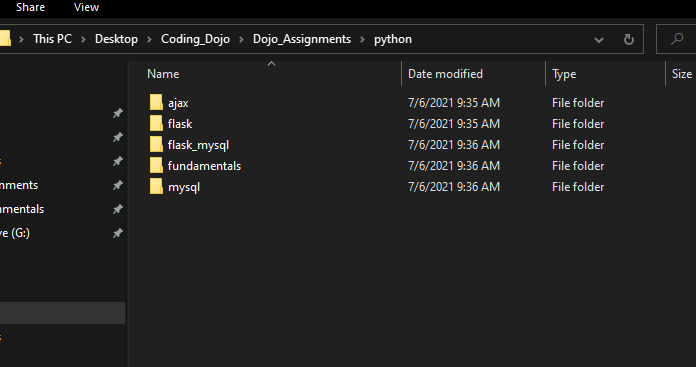 Share View
This PC > Desktop > Coding_Dojo > Dojo_Assignments > python
Name Date modified Type Size
ajax 7/6/2021 9:35 AM File folder
flask 7/6/2021 9:35 AM File folder
flask_mysql 7/6/2021 9:36 AM File folder
fundamentals 7/6/2021 9:36 AM File folder
mysql 7/6/2021 9:36 AM File folder
nments
nmentals
ve (G:)